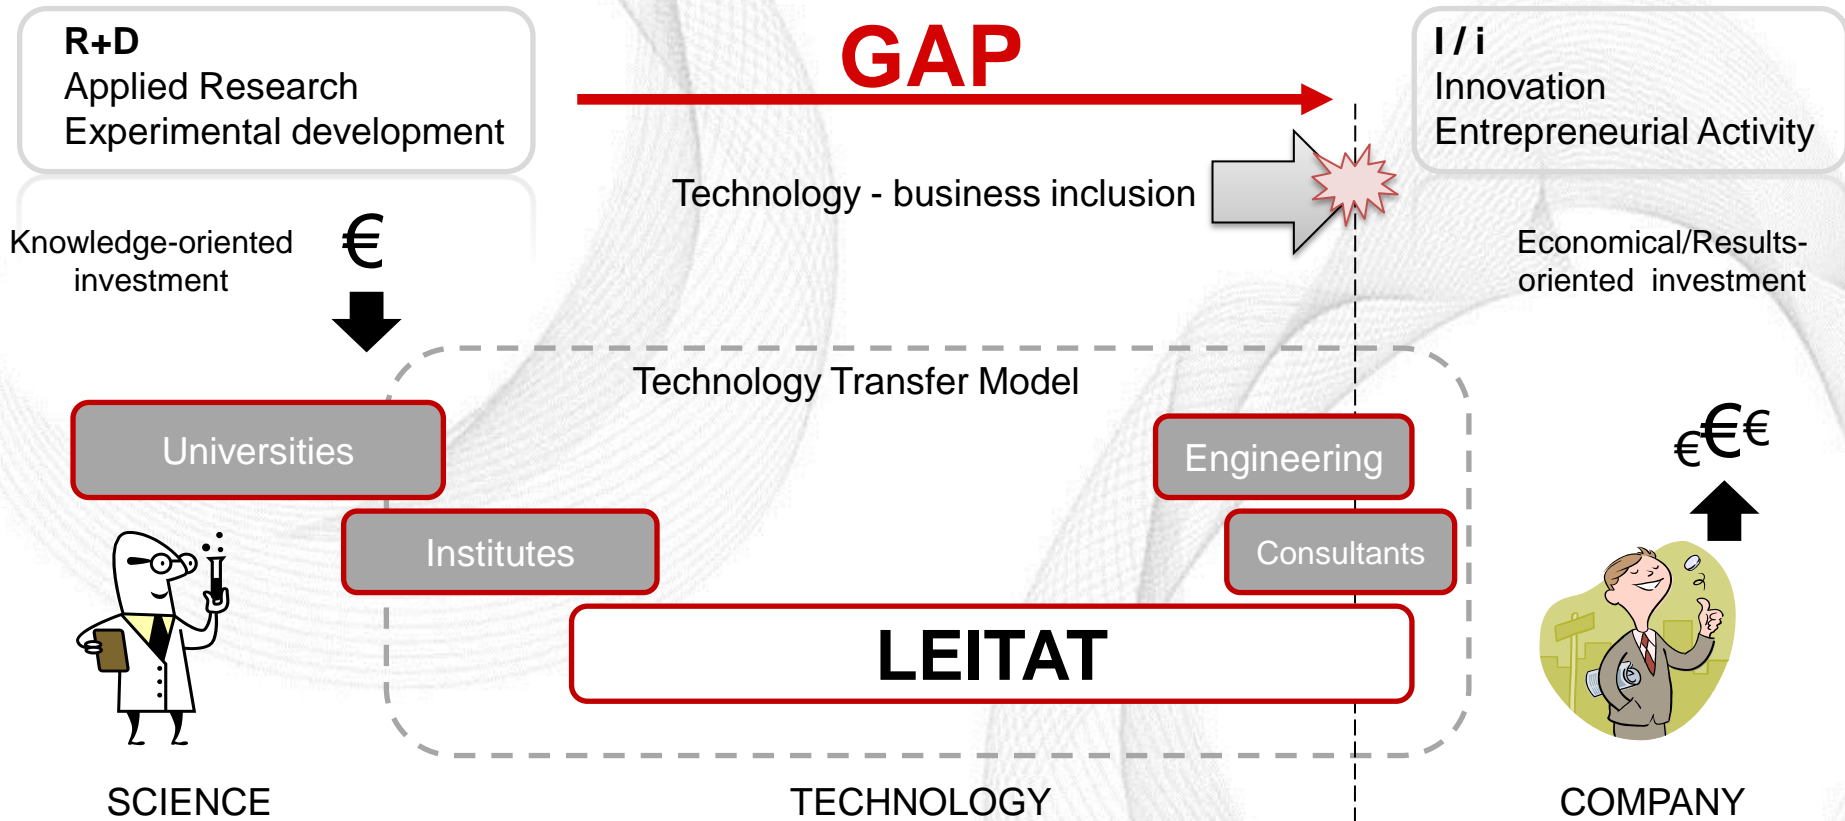 R+D
Applied Research
Experimental development
GAP
I / i
Innovation
Entrepreneurial Activity
Technology - business inclusion
Knowledge-oriented
investment
€
Economical/Results-
oriented investment
Technology Transfer Model
Universities
Engineering
€€€
Institutes
Consultants
LEITAT
SCIENCE
TECHNOLOGY
COMPANY